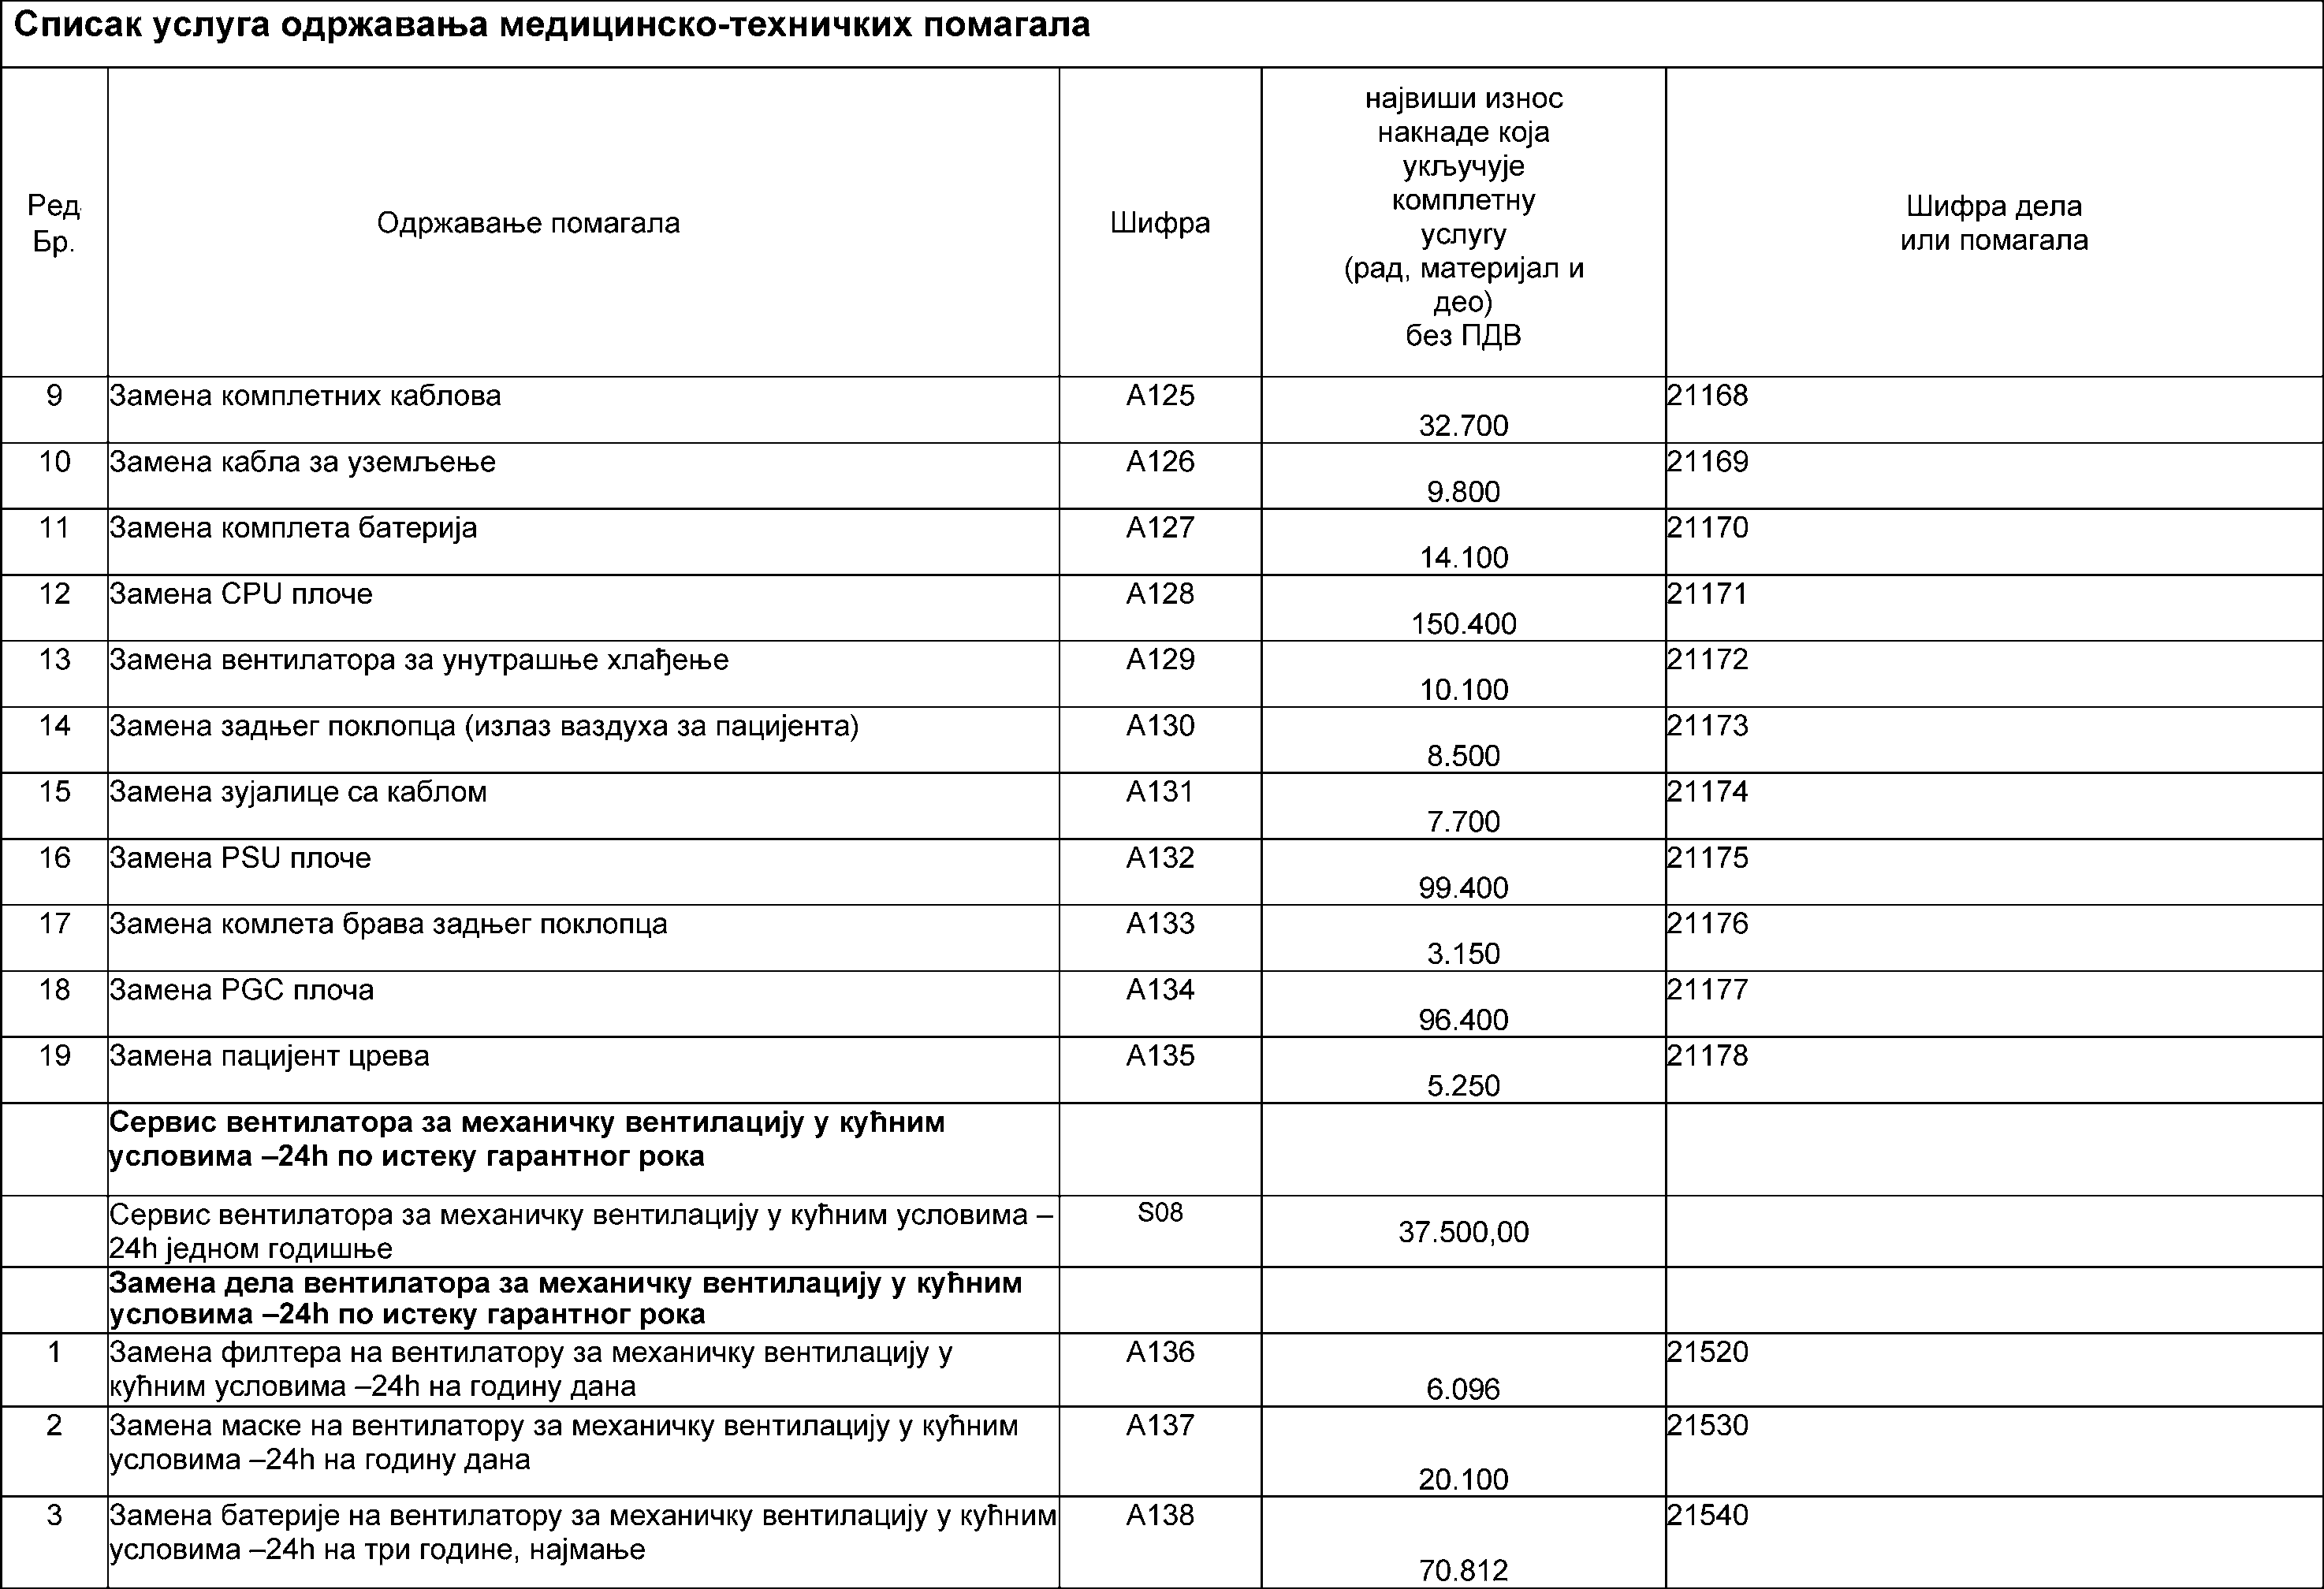 Списак услуга одржавања медицинско-техничких помагала
Ред.
Бр.
Одржавање помагала
Шифра
највиши износ
накнаде која
укључује
комплетну
услугу
(рад, материјал и
део)
без ПДВ
Шифра дела
или помагала
9 Замена комплетних каблова A125 32.700 21168
10 Замена кабла за уземљење A126 9.800 21169
11 Замена комплета батерија A127 14.100 21170
12 Замена CPU плоче A128 150.400 21171
13 Замена вентилатора за унутрашње хлађење A129 10.100 21172
14 Замена задњег поклопца (излаз ваздуха за пацијента) A130 8.500 21173
15 Замена зујалице са каблом A131 7.700 21174
16 Замена PSU плоче A132 99.400 21175
17 Замена комлета брава задњег поклопца A133 3.150 21176
18 Замена PGC плоча A134 96.400 21177
19 Замена пацијент црева A135 5.250 21178
Сервис вентилатора за механичку вентилацију у кућним
условима –24h по истеку гарантног рока
Сервис вентилатора за механичку вентилацију у кућним условима –
24h једном годишње
S08 37.500,00
Замена дела вентилатора за механичку вентилацију у кућним
условима –24h по истеку гарантног рока
1 Замена филтера на вентилатору за механичку вентилацију у
кућним условима –24h на годину дана
A136 6.096 21520
2 Замена маске на вентилатору за механичку вентилацију у кућним
условима –24h на годину дана
A137 20.100 21530
3 Замена батерије на вентилатору за механичку вентилацију у кућним
условима –24h на три године, најмање
A138 70.812 21540